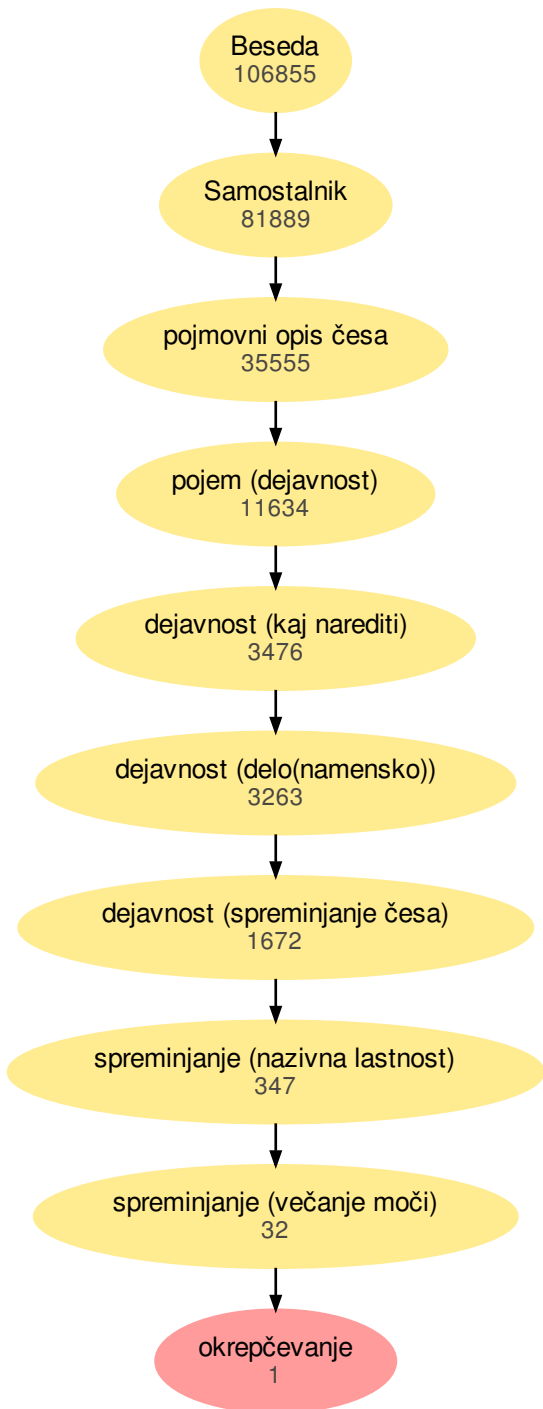 Beseda
106855
Samostalnik
81889
pojmovni opis česa
35555
pojem (dejavnost)
11634
dejavnost (kaj narediti)
3476
dejavnost (delo(namensko))
3263
dejavnost (spreminjanje česa)
1672
spreminjanje (nazivna lastnost)
347
spreminjanje (večanje moči)
32
okrepčevanje
1